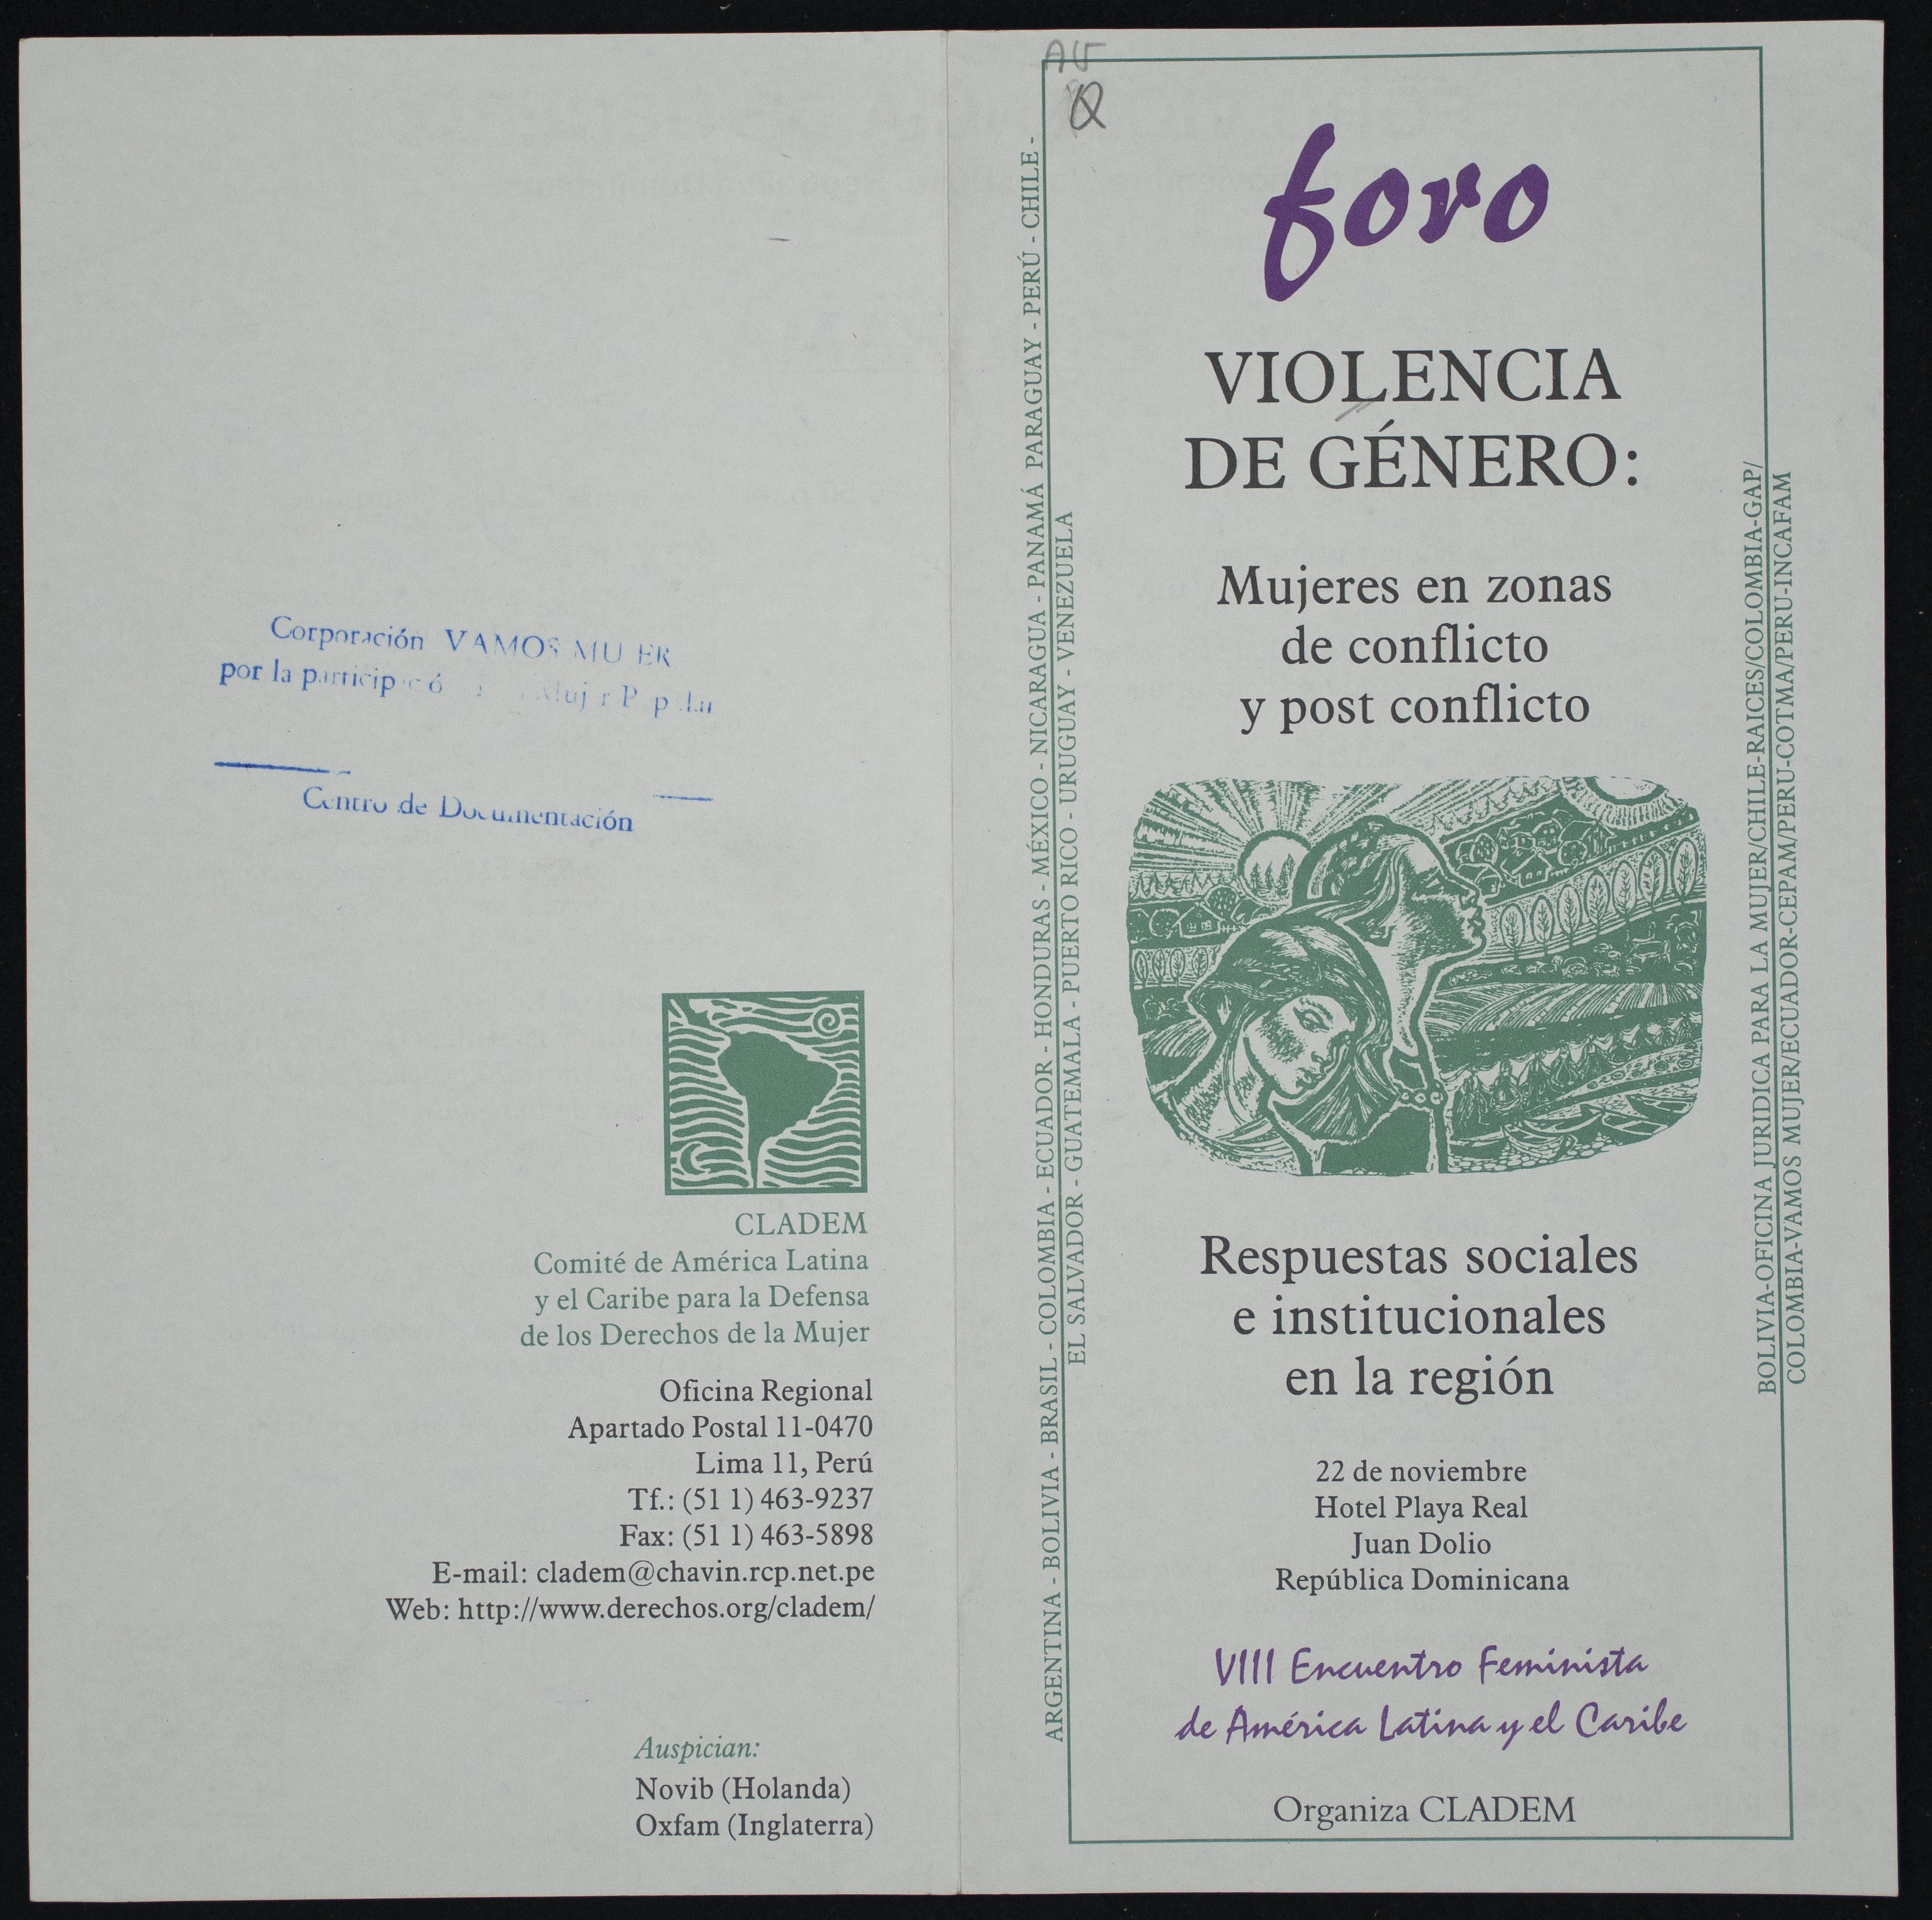 Corporación VAMOS MUJER
por la
Centro de Documentación
CLADEM
Comité de América Latina
y el Caribe para la Defensa
de los Derechos de la Mujer
Oficina Regional
Apartado Postal 11-0470
Lima 11, Perú
Tf.: (51 1) 463-9237
Fax: (51 1) 463-5898
E-mail: cladem@chavin.rcp.net.pe
Web: http://www.derechos.org/cladem/
Auspician:
Novib (Holanda)
Oxfam (Inglaterra)
ARGENTINA - BOLIVIA - BRASIL - COLOMBIA - ECUADOR - HONDURAS - MÉXICO - NICARAGUA - PANAMÁ PARAGUAY - PERÚ - CHILE -
EL SALVADOR - GUATEMALA - PUERTO RICO - URUGUAY - VENEZUELA
foro
VIOLENCIA
DE GÉNERO:
Mujeres en zonas
de conflicto
y post conflicto
Respuestas sociales
e institucionales
en la región
22 de noviembre
Hotel Playa Real
Juan Dolio
República Dominicana
VIII Encuentro Feminista
de América Latina y el Caribe
Organiza CLADEM
BOLIVIA-OFICINA JURIDICA PARA LA MUJER/CHILE-RAICES/COLOMBIA-GAP/
COLOMBIA-VAMOS MUJER/ECUADOR-CEPAM/PERU-COTMA/PERU-INCAFAM